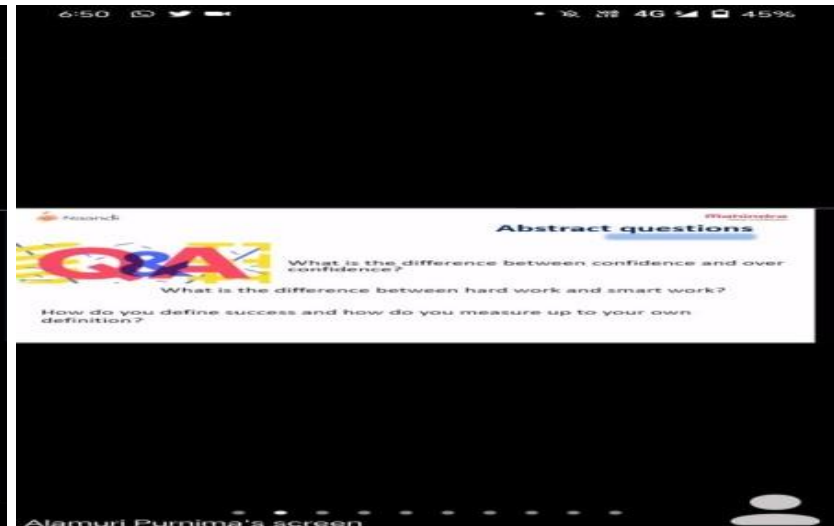 6:50
4G 45%
Naandi
Mahindra
Abstract questions
Q&A
What is the difference between confidence and over
confidence?
What is the difference between hard work and smart work?
How do you define success and how do you measure up to your own
definition?
Alamuri Purnima's screen